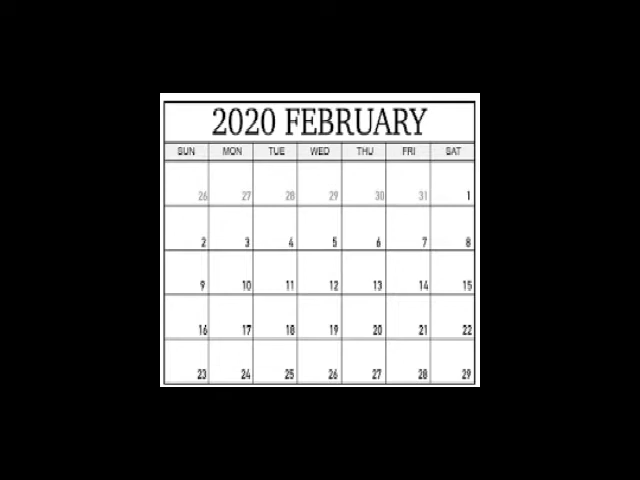 2020 FEBRUARY
SUN MON TUE WED THU FRI SAT
26 27 28 29 30 31 1
2 3 4 5 6 7 8
9 10 11 12 13 14 15
16 17 18 19 20 21 22
23 24 25 26 27 28 29